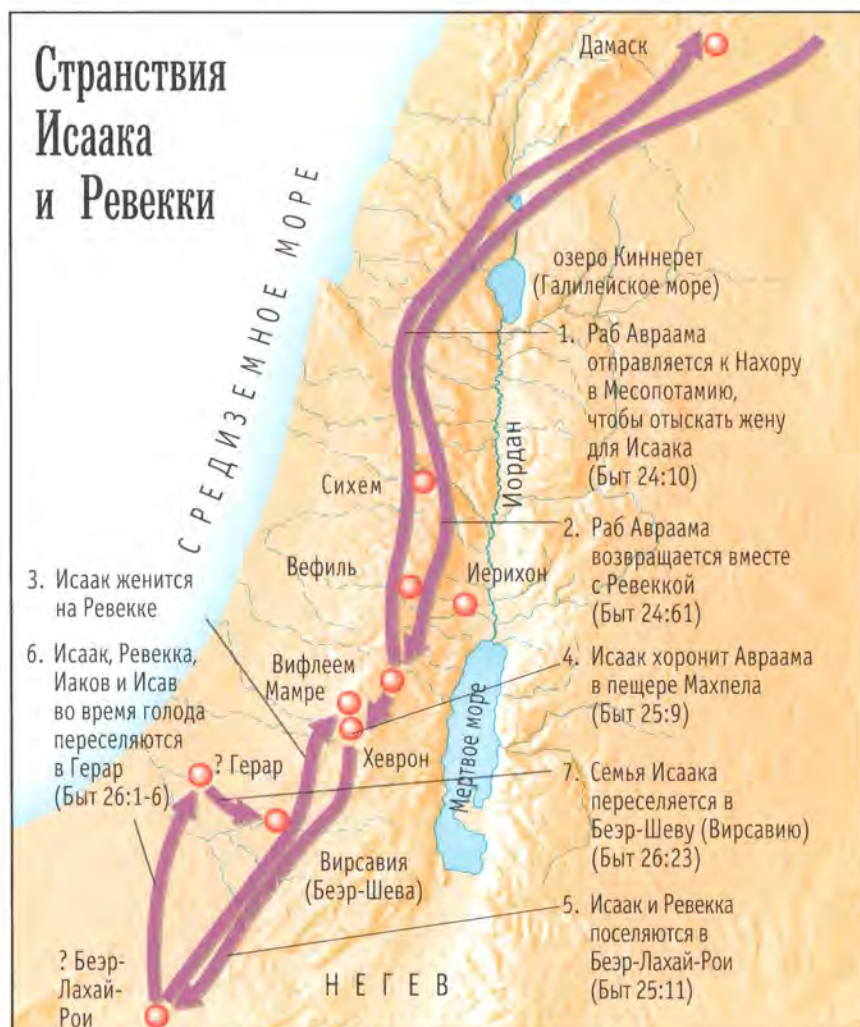 Странствия
Исаака
и Ревекки
Дамаск
СРЕДИЗЕМНОЕ МОРЕ
озеро Киннерет
(Галилейское море)
1. Раб Авраама
отправляется к Нахору
в Месопотамию,
чтобы отыскать жену
для Исаака
(Быт 24:10)
Иордан
Сихем
2. Раб Авраама
возвращается вместе
с Ревеккой
(Быт 24:61)
Вефиль
Иерихон
3. Исаак женится
на Ревекке
6. Исаак, Ревекка,
Иаков и Исав
во время голода
переселяются
в Герар
(Быт 26:1-6)
Вифлеем
Мамре
4. Исаак хоронит Авраама
в пещере Махпела
(Быт 25:9)
Хеврон
Мертвое море
? Герар
7. Семья Исаака
переселяется в
Беэр-Шеву (Вирсавию)
(Быт 26:23)
Вирсавия
(Беэр-Шева)
5. Исаак и Ревекка
поселяются в
Беэр-Лахай-Рои
(Быт 25:11)
? Беэр-
Лахай-
Рои
НЕГЕВ